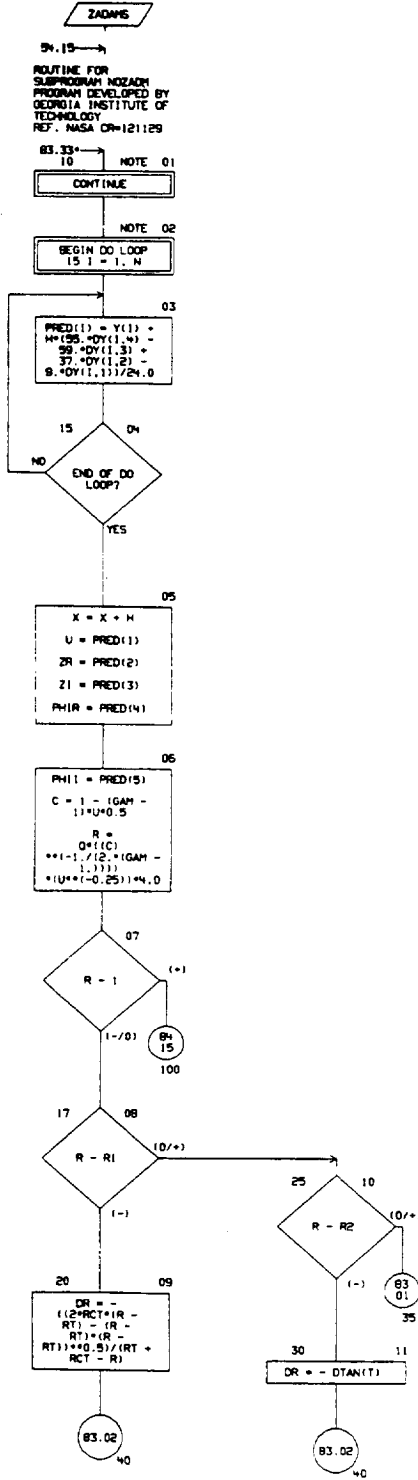 ZADAMS
94.15
ROUTINE FOR
SUBPROGRAM NOZADM
PROGRAM DEVELOPED BY
GEORGIA INSTITUTE OF
TECHNOLOGY
REF. NASA CR-121129
83.33*
10 NOTE 01
CONTINUE
NOTE 02
BEGIN DO LOOP
15 I = 1, N
03
PRED(I) = Y(I) +
H*(55.*DY(I,4) -
59.*DY(I,3) +
37.*DY(I,2) -
9.*DY(I,1))/24.0
15 04
NO
END OF DO
LOOP?
YES
05
X = X + H
U = PRED(1)
ZR = PRED(2)
ZI = PRED(3)
PHIR = PRED(4)
06
PHII = PRED(5)
C = 1 - (GAM -
1)*U*0.5
R =
Q*((C)
**(-1./(2.*(GAM -
1.))))
*(U**(-0.25))*4.0
07
(+)
R - 1
(-/0)
84
15
100
17 08
(0/+)
R - R1
(-)
25 10
(0/+
R - R2
(-)
83
01
35
20 09
DR = -
((2*RCT*(R -
RT) - (R -
RT)*(R -
RT))**0.5)/(RT +
RCT - R)
30 11
DR = - DTAN(T)
83.02
40
83.02
40